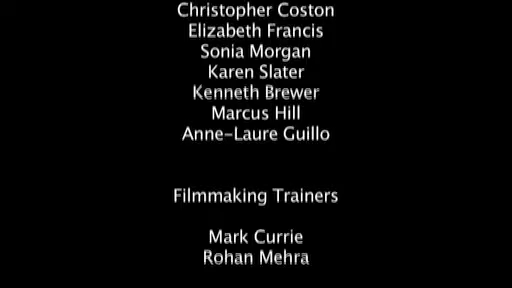 Christopher Coston
Elizabeth Francis
Sonia Morgan
Karen Slater
Kenneth Brewer
Marcus Hill
Anne-Laure Guillo
Filmmaking Trainers
Mark Currie
Rohan Mehra